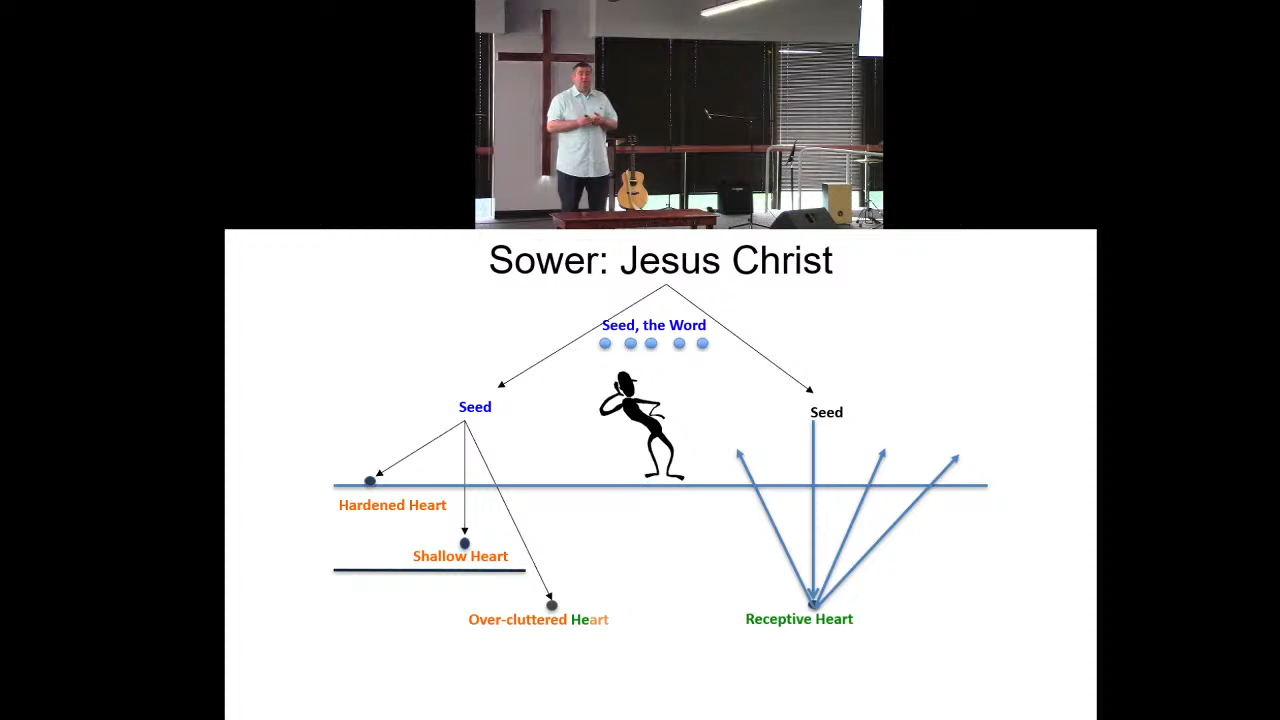 Sower: Jesus Christ
Seed, the Word
Seed
Seed
Hardened Heart
Shallow Heart
Over-cluttered Heart
Receptive Heart